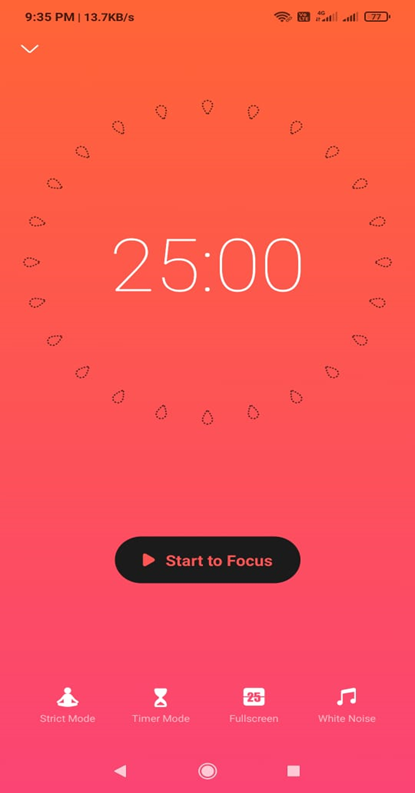 9:35 PM | 13.7KB/s
4G
77
25:00
Start to Focus
25
Strict Mode
Timer Mode
Fullscreen
White Noise